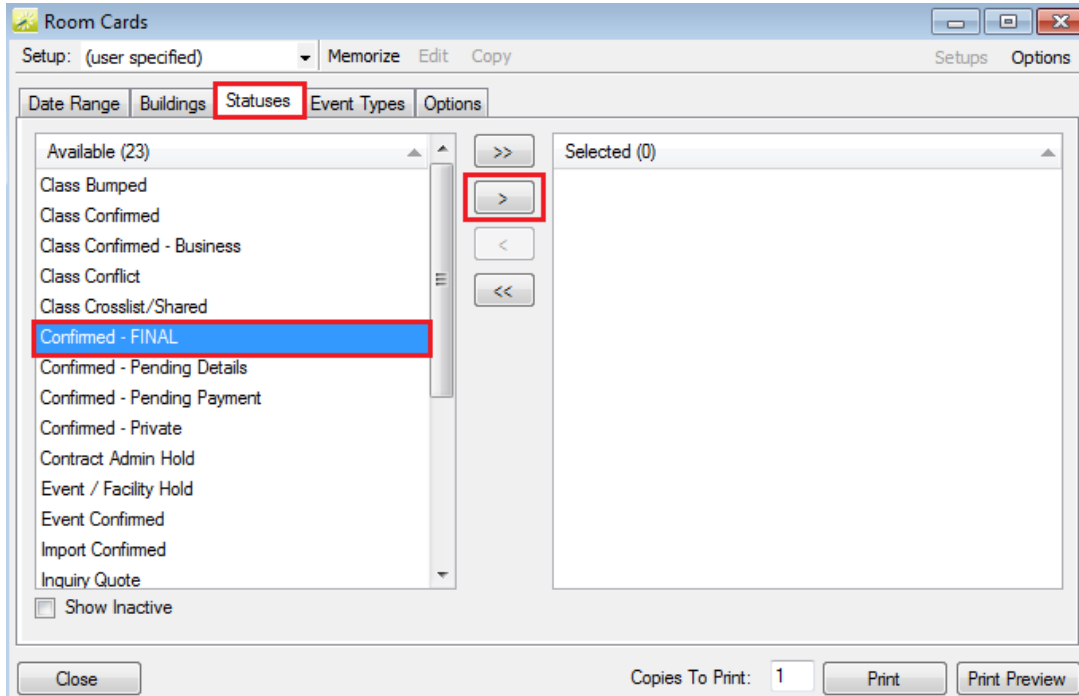 Room Cards
Setup: (user specified) Memorize Edit Copy Setups Options
Date Range Buildings Statuses Event Types Options
Available (23) >> Selected (0)
Class Bumped
>
Class Confirmed
Class Confirmed - Business <
Class Conflict
<<
Class Crosslist/Shared
Confirmed - FINAL
Confirmed - Pending Details
Confirmed - Pending Payment
Confirmed - Private
Contract Admin Hold
Event / Facility Hold
Event Confirmed
Import Confirmed
Inquiry Quote
Show Inactive
Close Copies To Print: 1 Print Print Preview